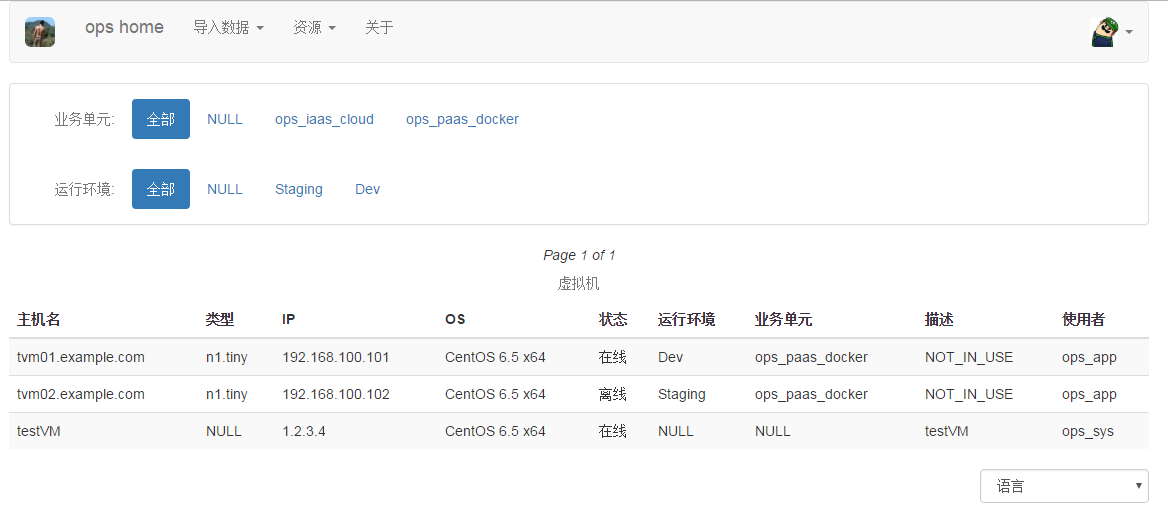 ops home 导入数据 资源 关于
业务单元: 全部 NULL ops_iaas_cloud ops_paas_docker
运行环境: 全部 NULL Staging Dev
Page 1 of 1
虚拟机
主机名 类型 IP OS 状态 运行环境 业务单元 描述 使用者
tvm01.example.com n1.tiny 192.168.100.101 CentOS 6.5 x64 在线 Dev ops_paas_docker NOT_IN_USE ops_app
tvm02.example.com n1.tiny 192.168.100.102 CentOS 6.5 x64 离线 Staging ops_paas_docker NOT_IN_USE ops_app
testVM NULL 1.2.3.4 CentOS 6.5 x64 在线 NULL NULL testVM ops_sys
语言